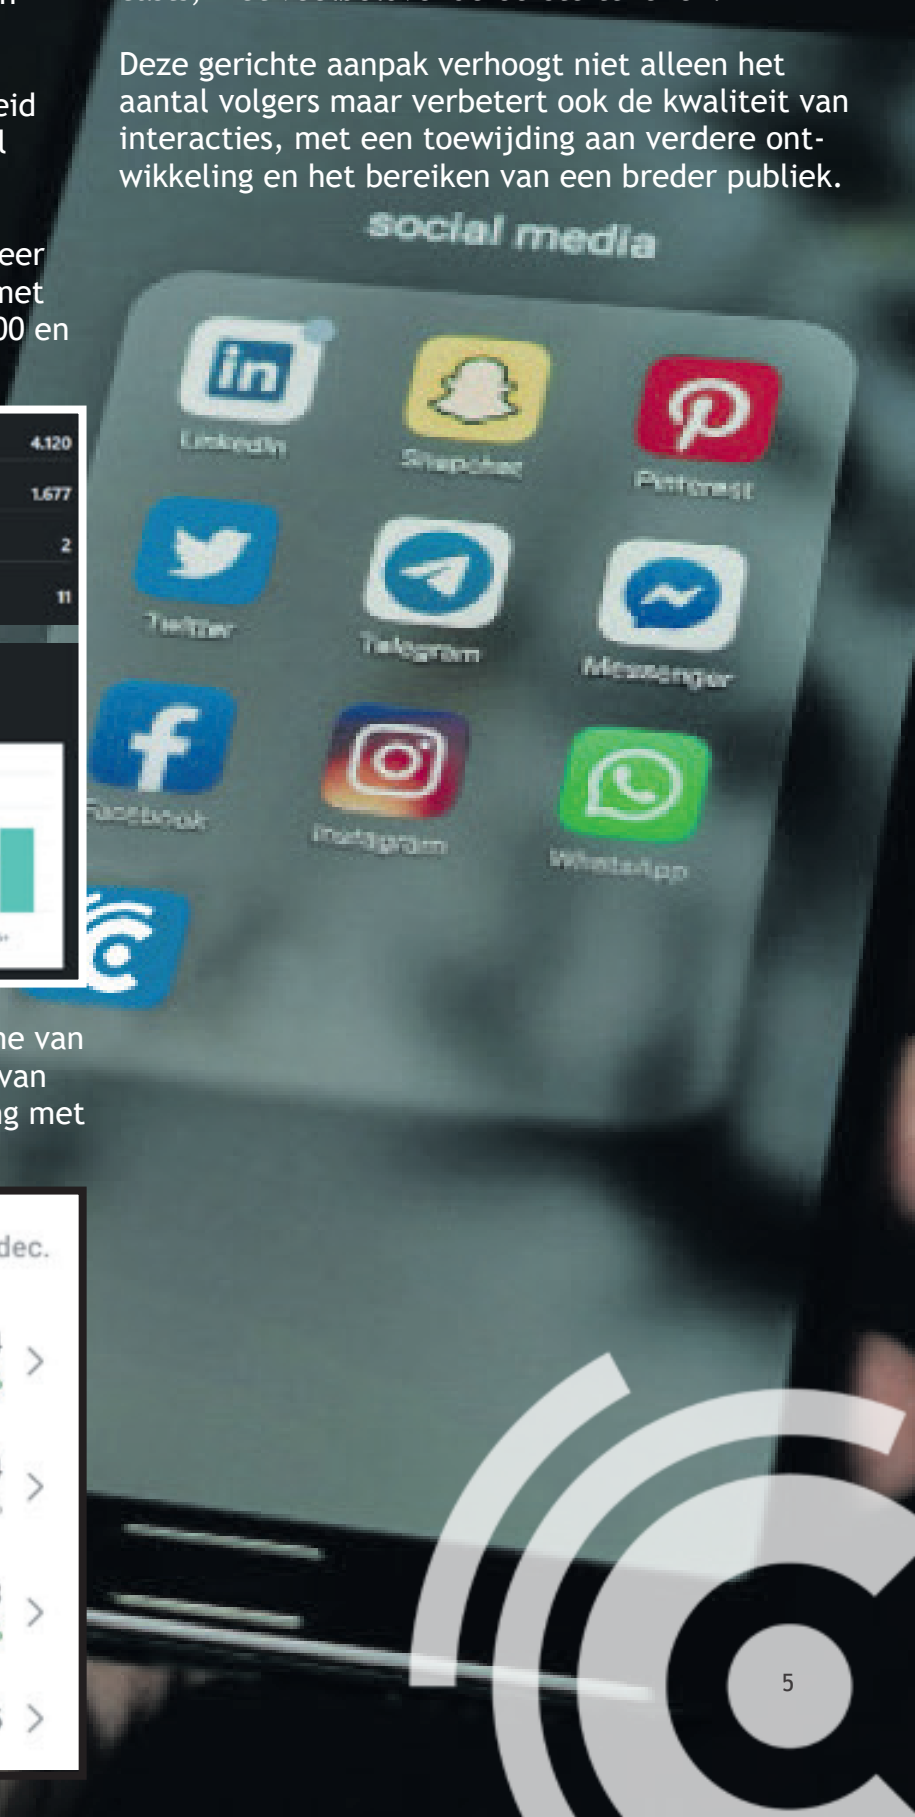 eid
eer
met
00 en
4.120
1.677
2
11
ne van
van
ng met
dec.
Deze gerichte aanpak verhoogt niet alleen het
aantal volgers maar verbetert ook de kwaliteit van
interacties, met een toewijding aan verdere ont-
wikkeling en het bereiken van een breder publiek.
social media
in
LinkedIn
Snapchat
Pinterest
Twitter
Telegram
Messenger
f
Facebook
Instagram
WhatsApp
5